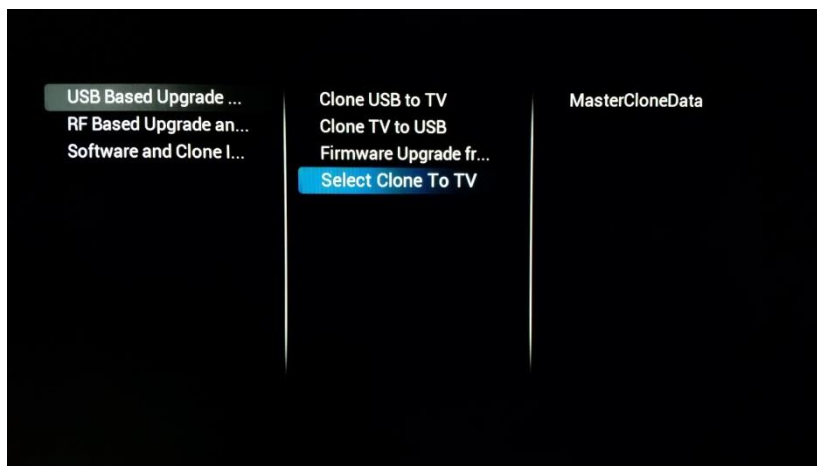 USB Based Upgrade ...
RF Based Upgrade an...
Software and Clone I...
Clone USB to TV
Clone TV to USB
Firmware Upgrade fr...
Select Clone To TV
MasterCloneData